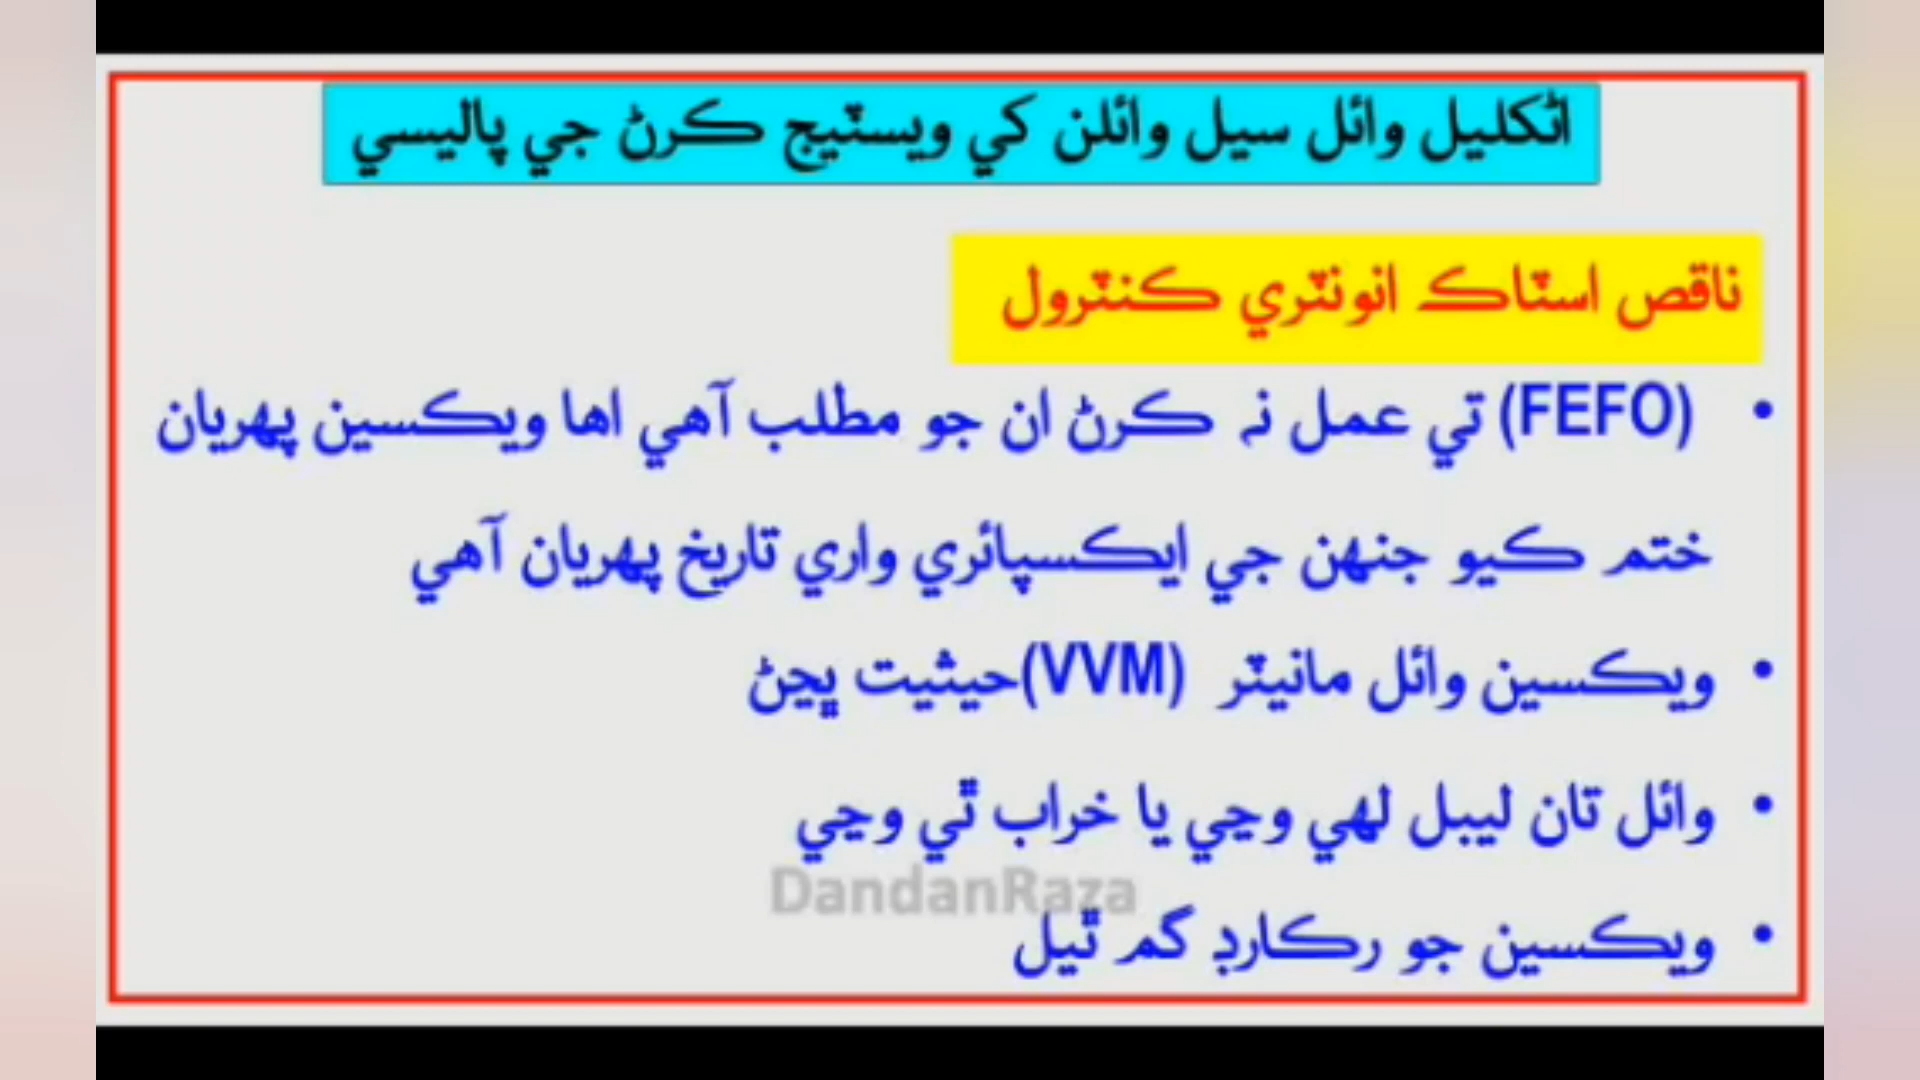 اڻکليل وائل سيل وائلن کي ويسٽيج ڪرڻ جي پاليسي
ناقص اسٽاڪ انونٽري ڪنٽرول
• (FEFO) تي عمل نہ ڪرڻ ان جو مطلب آهي اها ويڪسين پهريان
ختم ڪيو جنهن جي ايڪسپائري واري تاريخ پهريان آهي
• ويڪسين وائل مانيٽر (VVM)حيثيت ڀڃڻ
• وائل تان ليبل لهي وڃي يا خراب ٿي وڃي
DandanRaza
• ويڪسين جو رڪارڊ گم ٿيل